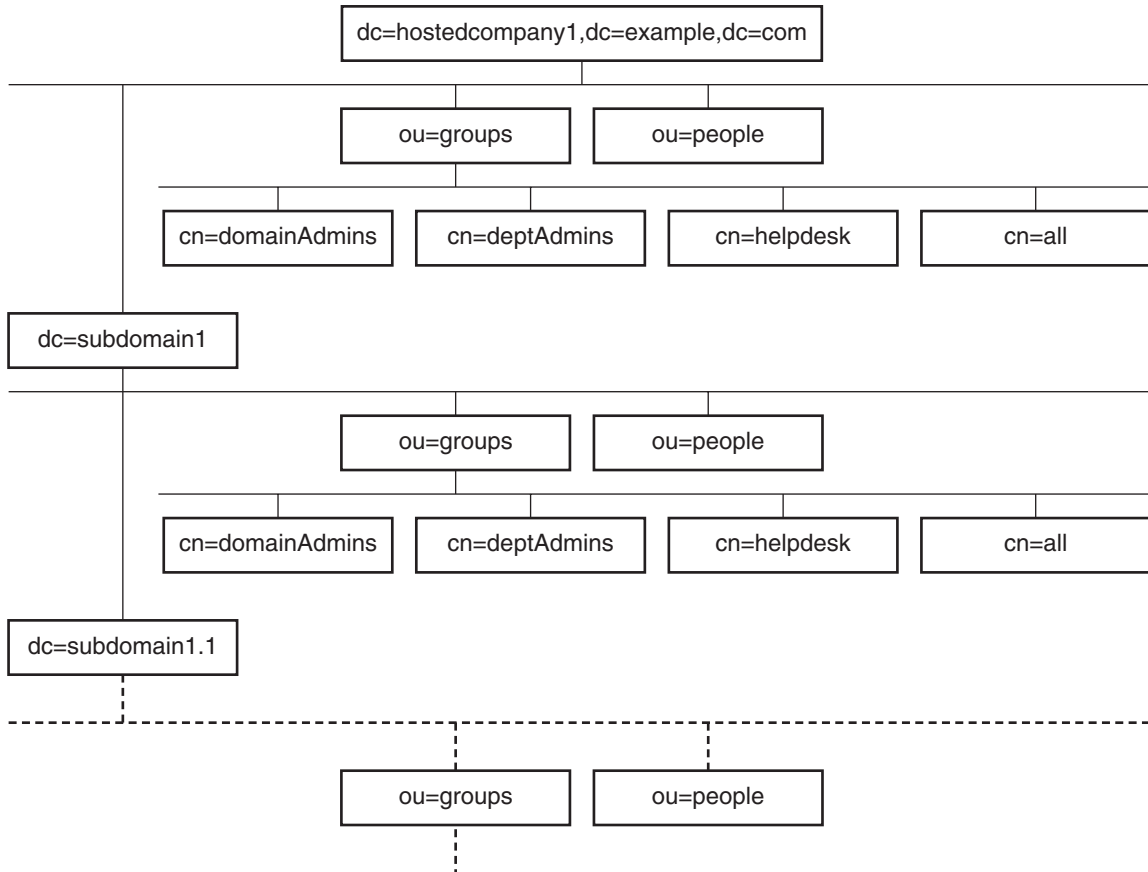 dc=hostedcompany1,dc=example,dc=com
ou=groups
ou=people
cn=domainAdmins
cn=deptAdmins
cn=helpdesk
cn=all
dc=subdomain1
ou=groups
ou=people
cn=domainAdmins
cn=deptAdmins
cn=helpdesk
cn=all
dc=subdomain1.1
ou=groups
ou=people